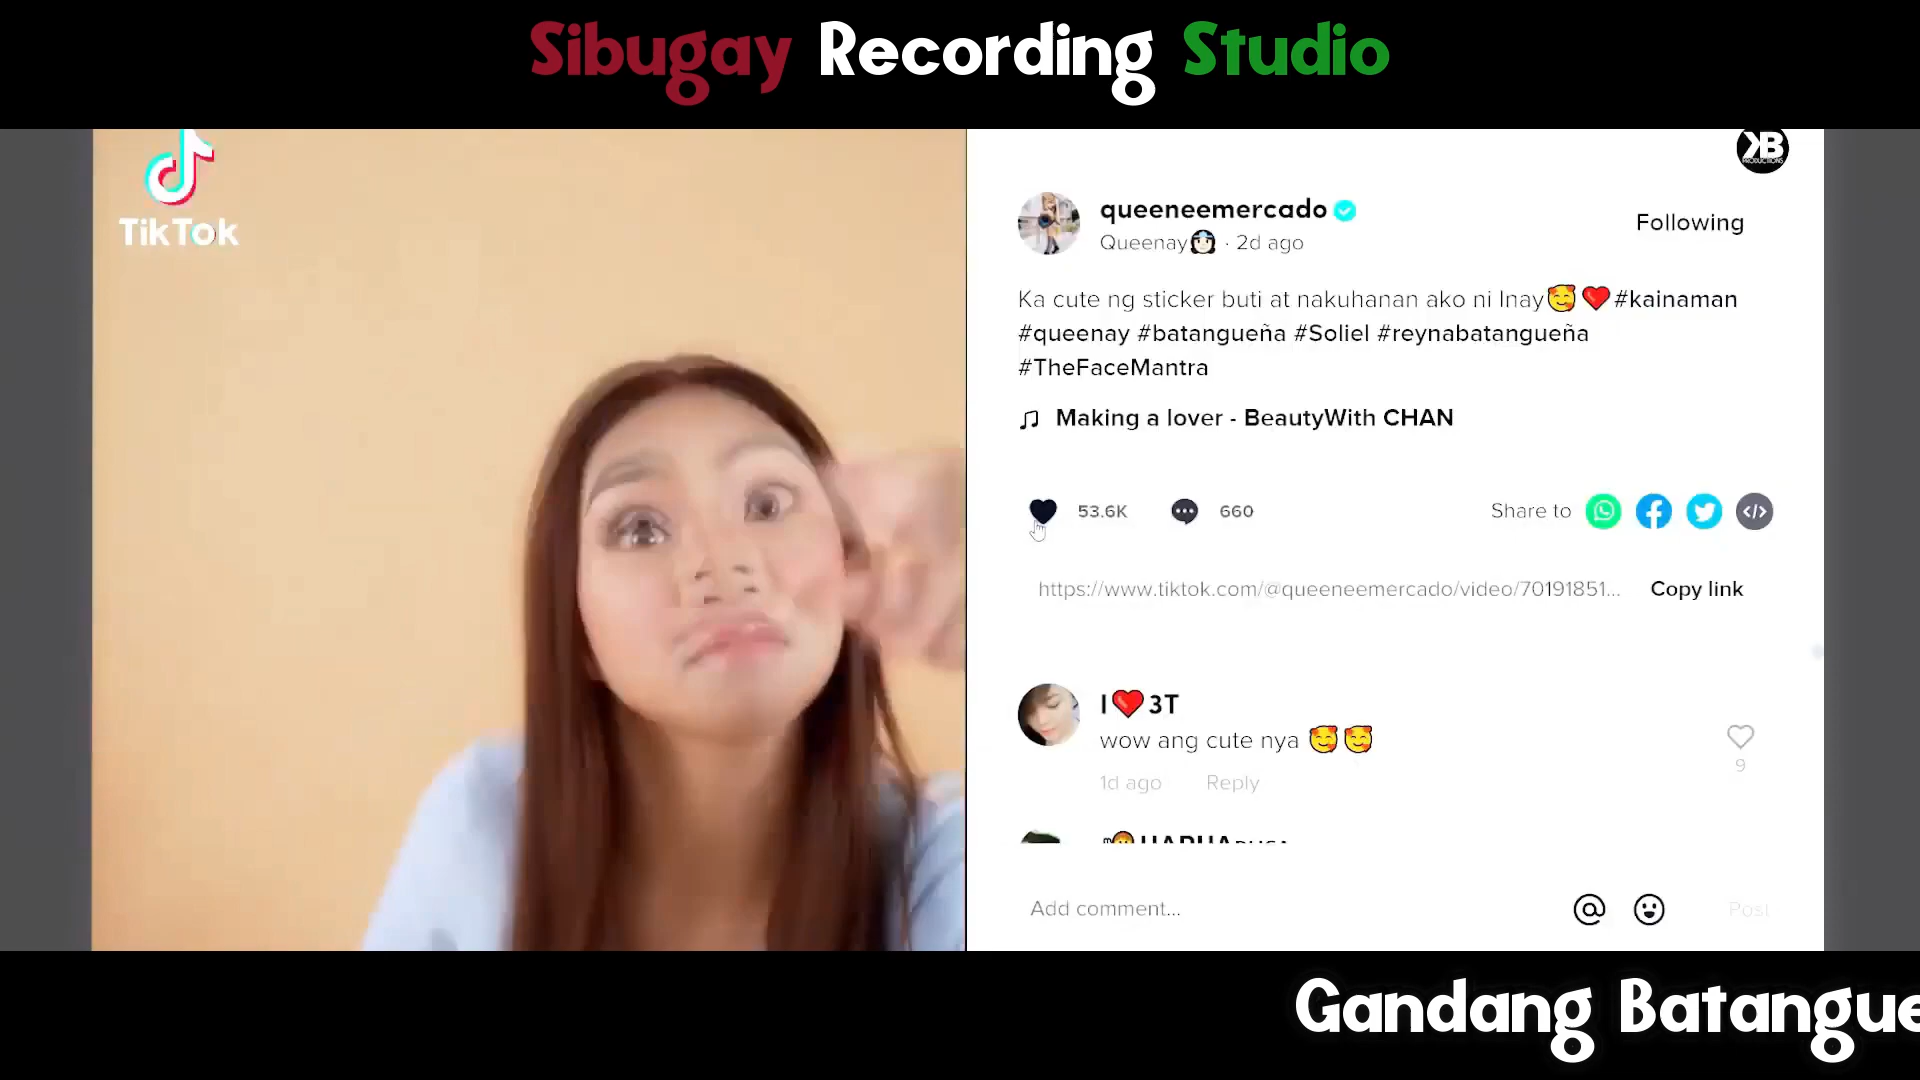 Sibugay Recording Studio
TikTok
KB
PRODUCTIONS
queeneemercado
Queenay · 2d ago
Following
Ka cute ng sticker buti at nakuhanan ako ni Inay🥰❤️#kainaman
#queenay #batangueña #Soliel #reynabatangueña
#TheFaceMantra
Making a lover - BeautyWith CHAN
53.6K 660 Share to
https://www.tiktok.com/@queeneemercado/video/70191851... Copy link
I❤️3T
wow ang cute nya 🥰🥰
1d ago Reply
9
Add comment... Post
Gandang Batangue